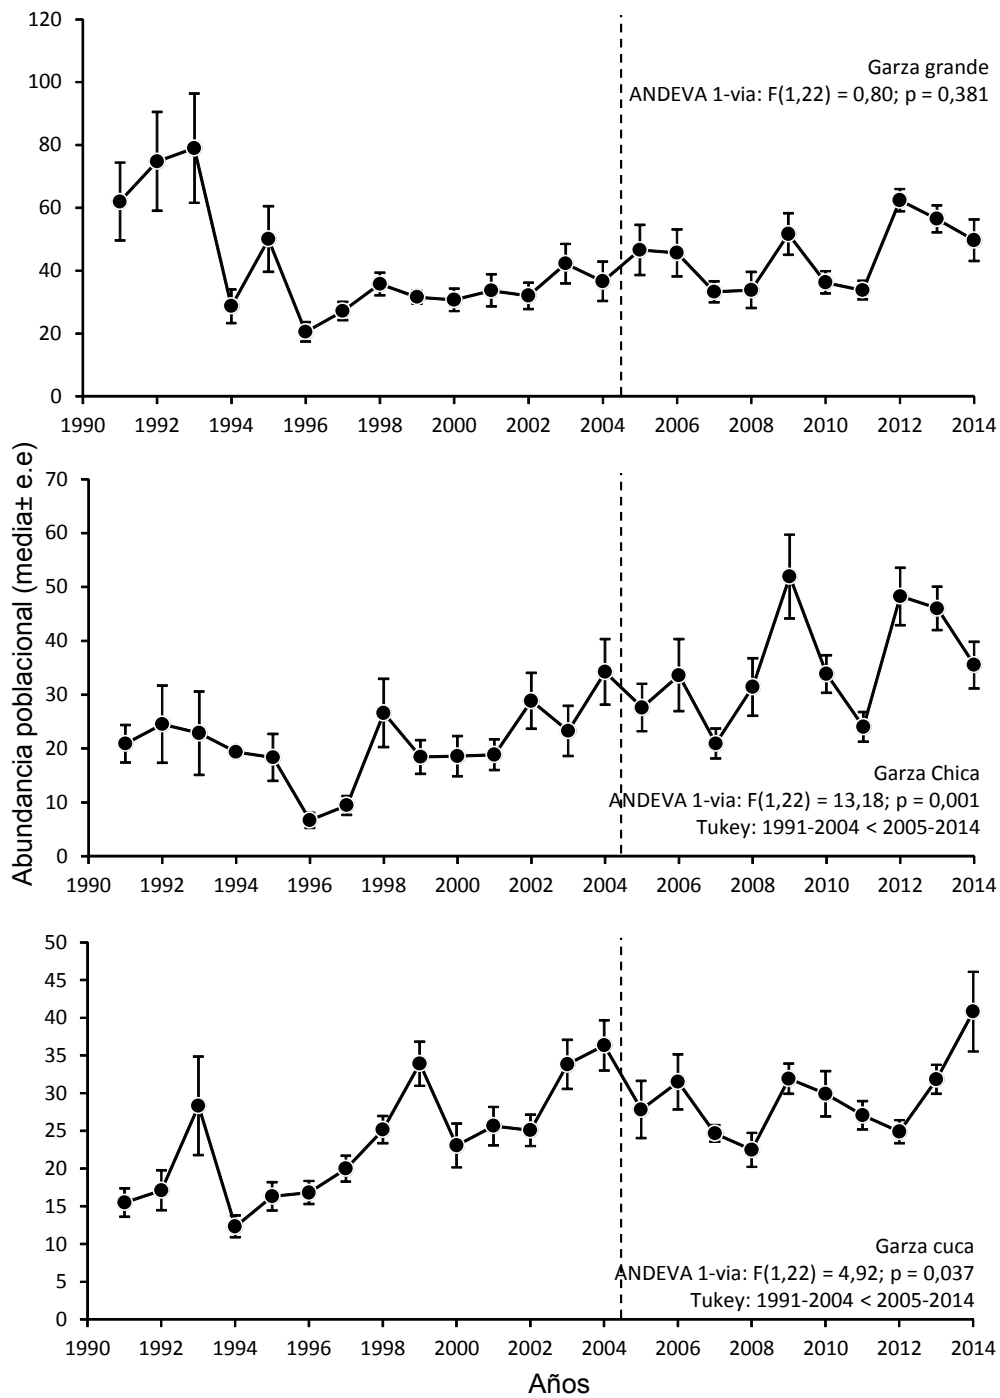 120
100
80
60
40
20
0
Garza grande
ANDEVA 1-via: F(1,22) = 0,80; p = 0,381
1990 1992 1994 1996 1998 2000 2002 2004 2006 2008 2010 2012 2014
Abundancia poblacional (media± e.e)
70
60
50
40
30
20
10
0
Garza Chica
ANDEVA 1-via: F(1,22) = 13,18; p = 0,001
Tukey: 1991-2004 < 2005-2014
1990 1992 1994 1996 1998 2000 2002 2004 2006 2008 2010 2012 2014
50
45
40
35
30
25
20
15
10
5
0
Garza cuca
ANDEVA 1-via: F(1,22) = 4,92; p = 0,037
Tukey: 1991-2004 < 2005-2014
1990 1992 1994 1996 1998 2000 2002 2004 2006 2008 2010 2012 2014
Años